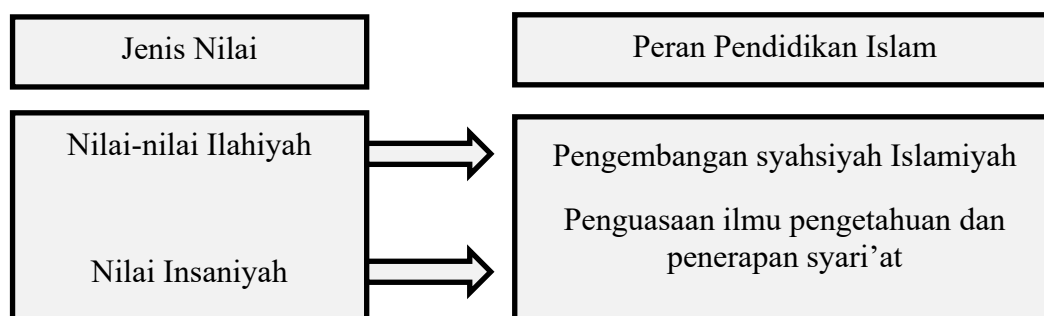 Jenis Nilai
Peran Pendidikan Islam
Nilai-nilai Ilahiyah
Pengembangan syahsiyah Islamiyah
Nilai Insaniyah
Penguasaan ilmu pengetahuan dan
penerapan syari’at